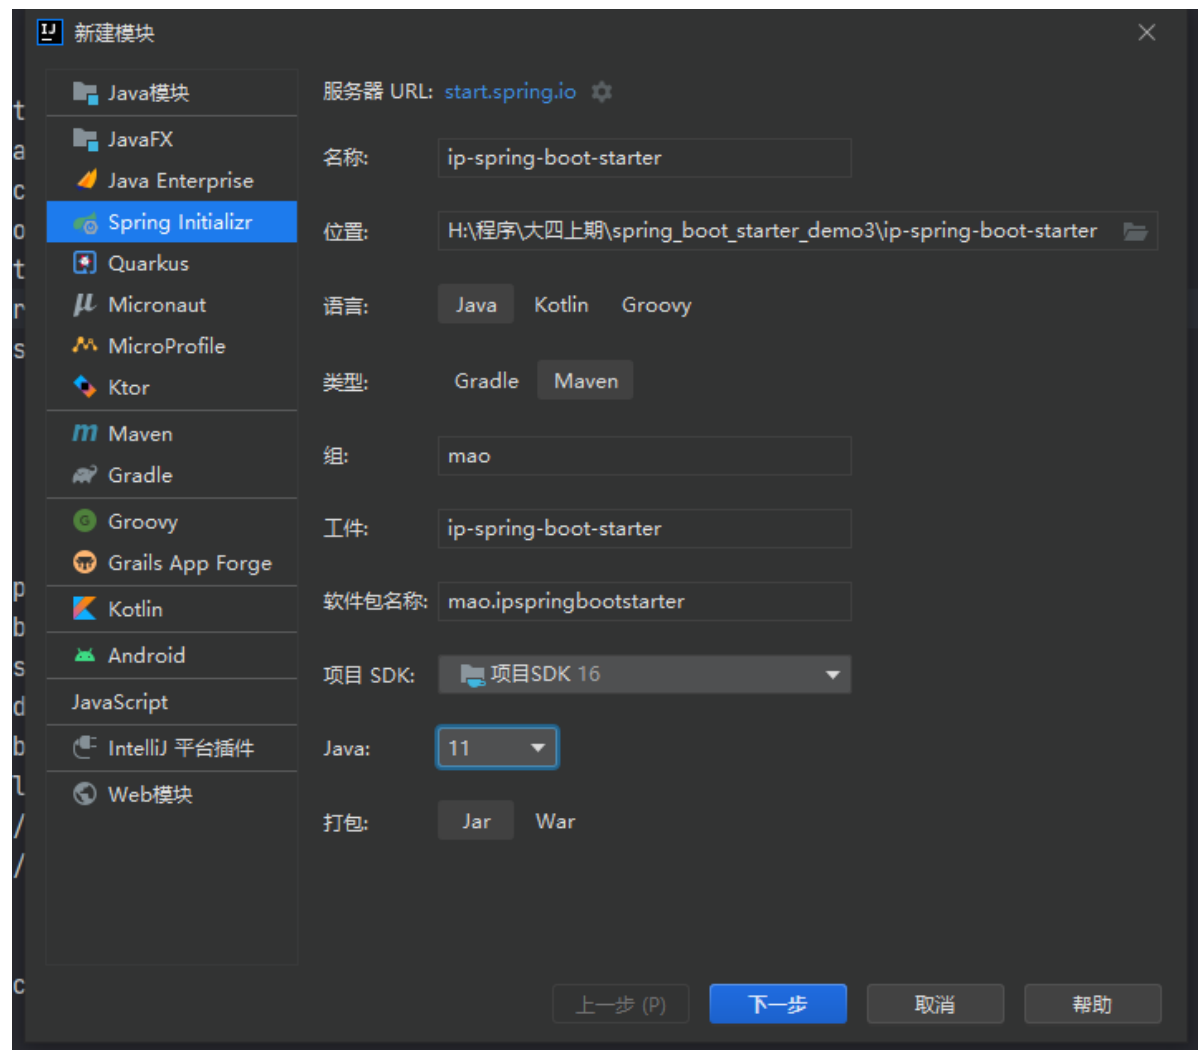 新建模块
Java模块
JavaFX
Java Enterprise
Spring Initializr
Quarkus
Micronaut
MicroProfile
Ktor
Maven
Gradle
Groovy
Grails App Forge
Kotlin
Android
JavaScript
IntelliJ 平台插件
Web模块
服务器 URL: start.spring.io
名称: ip-spring-boot-starter
位置: H:\程序\大四上期\spring_boot_starter_demo3\ip-spring-boot-starter
语言: Java Kotlin Groovy
类型: Gradle Maven
组: mao
工件: ip-spring-boot-starter
软件包名称: mao.ipspringbootstarter
项目 SDK: 项目SDK 16
Java: 11
打包: Jar War
上一步 (P) 下一步 取消 帮助
t
a
c
o
t
r
s
p
b
s
d
b
l
/
/
c